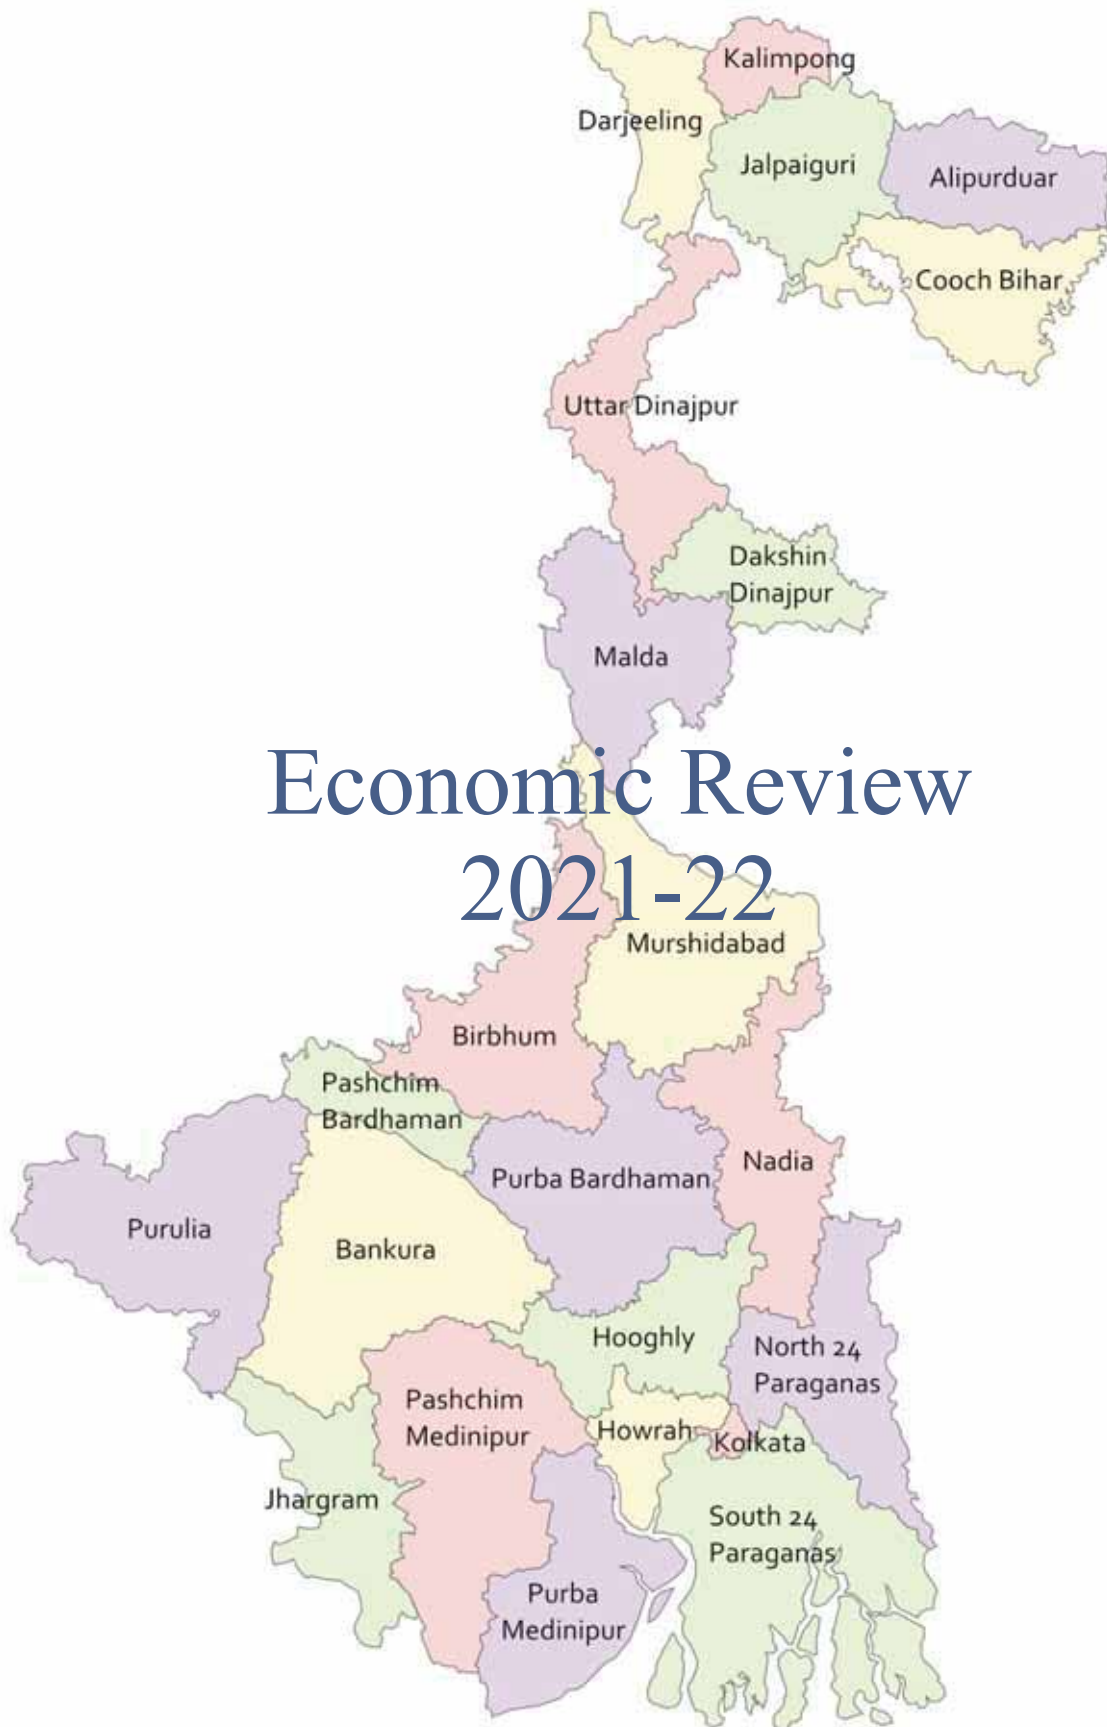 Kalimpong
Darjeeling
Jalpaiguri
Alipurduar
Cooch Bihar
Uttar Dinajpur
Dakshin
Dinajpur
Malda
Economic Review
2021-22
Murshidabad
Birbhum
Pashchim
Bardhaman
Nadia
Purba Bardhaman
Purulia
Bankura
Hooghly
North 24
Paraganas
Pashchim
Medinipur
Howrah
Kolkata
Jhargram
South 24
Paraganas
Purba
Medinipur